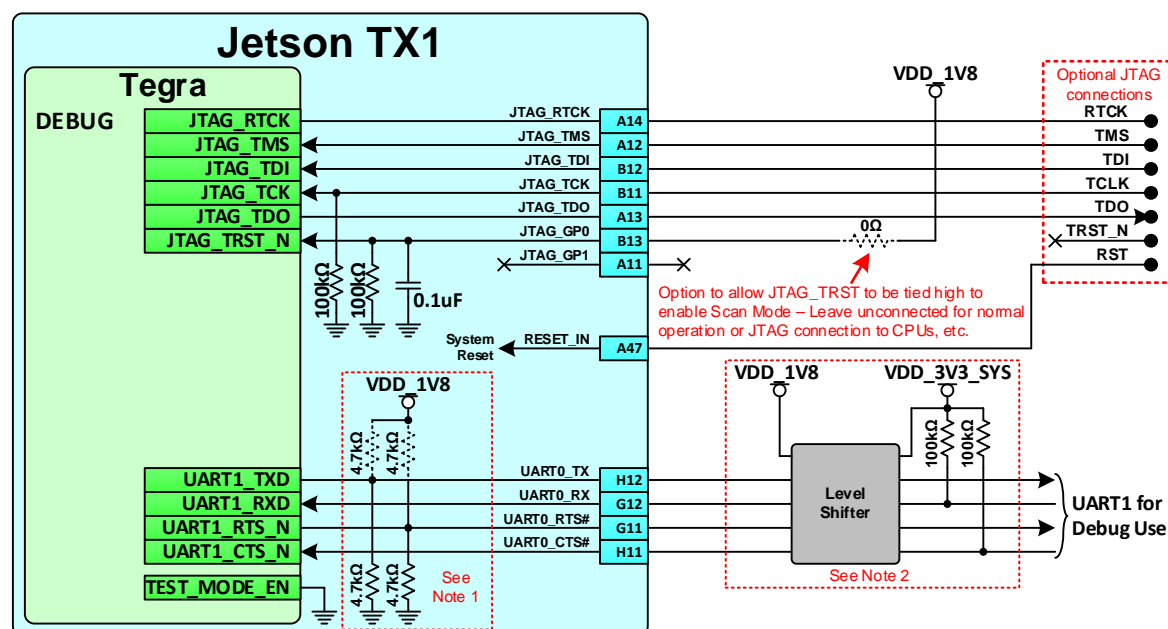 Jetson TX1
Tegra
DEBUG
JTAG_RTCK
JTAG_TMS
JTAG_TDI
JTAG_TCK
JTAG_TDO
JTAG_TRST_N
JTAG_RTCK
JTAG_TMS
JTAG_TDI
JTAG_TCK
JTAG_TDO
JTAG_GP0
JTAG_GP1
A14
A12
B12
B11
A13
B13
A11
VDD_1V8
0Ω
Optional JTAG
connections
RTCK
TMS
TDI
TCLK
TDO
TRST_N
RST
100kΩ
100kΩ
0.1uF
Option to allow JTAG_TRST to be tied high to
enable Scan Mode – Leave unconnected for normal
operation or JTAG connection to CPUs, etc.
System
Reset
RESET_IN
A47
VDD_1V8
4.7kΩ
4.7kΩ
VDD_1V8
VDD_3V3_SYS
100kΩ
100kΩ
UART1_TXD
UART1_RXD
UART1_RTS_N
UART1_CTS_N
UART0_TX
UART0_RX
UART0_RTS#
UART0_CTS#
H12
G12
G11
H11
Level
Shifter
UART1 for
Debug Use
4.7kΩ
4.7kΩ
See
Note 1
See Note 2
TEST_MODE_EN